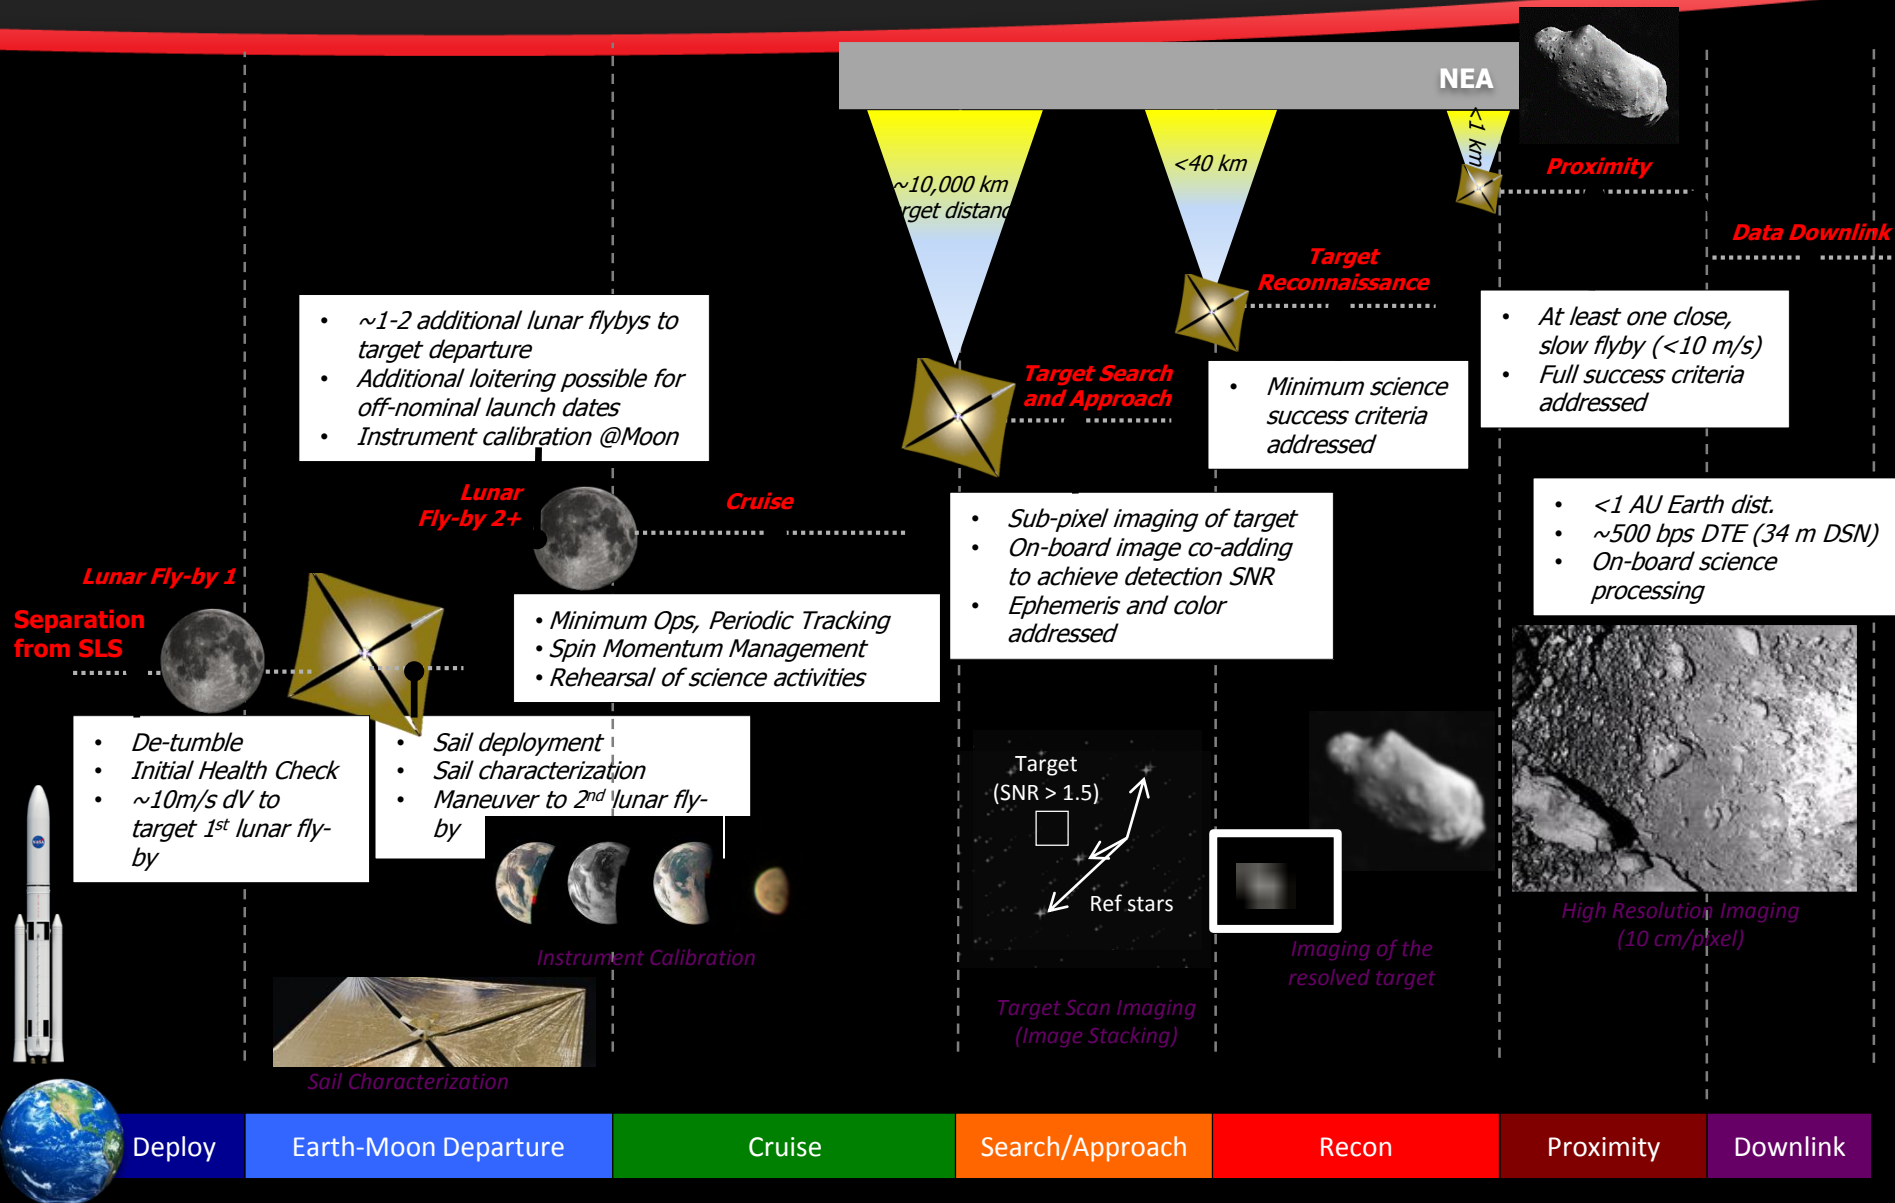 NEA
<1 km
~10,000 km
<40 km
Proximity
Data Downlink
Target
Reconnaissance
• ~1-2 additional lunar flybys to
target departure
• Additional loitering possible for
off-nominal launch dates
• Instrument calibration @Moon
• At least one close,
slow flyby (<10 m/s)
• Full success criteria
addressed
Target Search
and Approach
• Minimum science
success criteria
addressed
Lunar
Fly-by 2+
Cruise
• <1 AU Earth dist.
• ~500 bps DTE (34 m DSN)
• On-board science
processing
• Sub-pixel imaging of target
• On-board image co-adding
to achieve detection SNR
• Ephemeris and color
addressed
Lunar Fly-by 1
Separation
from SLS
• Minimum Ops, Periodic Tracking
• Spin Momentum Management
• Rehearsal of science activities
• De-tumble
• Initial Health Check
• ~10m/s dV to
target 1st lunar fly-
by
• Sail deployment
• Sail characterization
• Maneuver to 2nd lunar fly-
by
Target
(SNR > 1.5)
Ref stars
NASA
Instrument Calibration
High Resolution Imaging
(10 cm/pixel)
Imaging of the
resolved target
Target Scan Imaging
(Image Stacking)
Sail Characterization
Deploy
Earth-Moon Departure
Cruise
Search/Approach
Recon
Proximity
Downlink